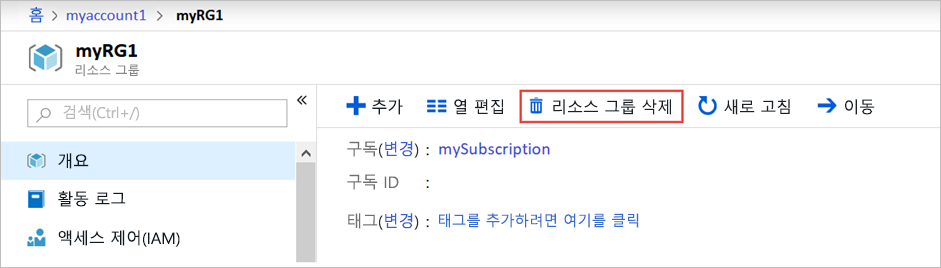 홈 > myaccount1 > myRG1
myRG1
리소스 그룹
검색(Ctrl+/)
«
개요
활동 로그
액세스 제어(IAM)
추가 열 편집 리소스 그룹 삭제 새로 고침 이동
구독(변경) : mySubscription
구독 ID :
태그(변경) : 태그를 추가하려면 여기를 클릭